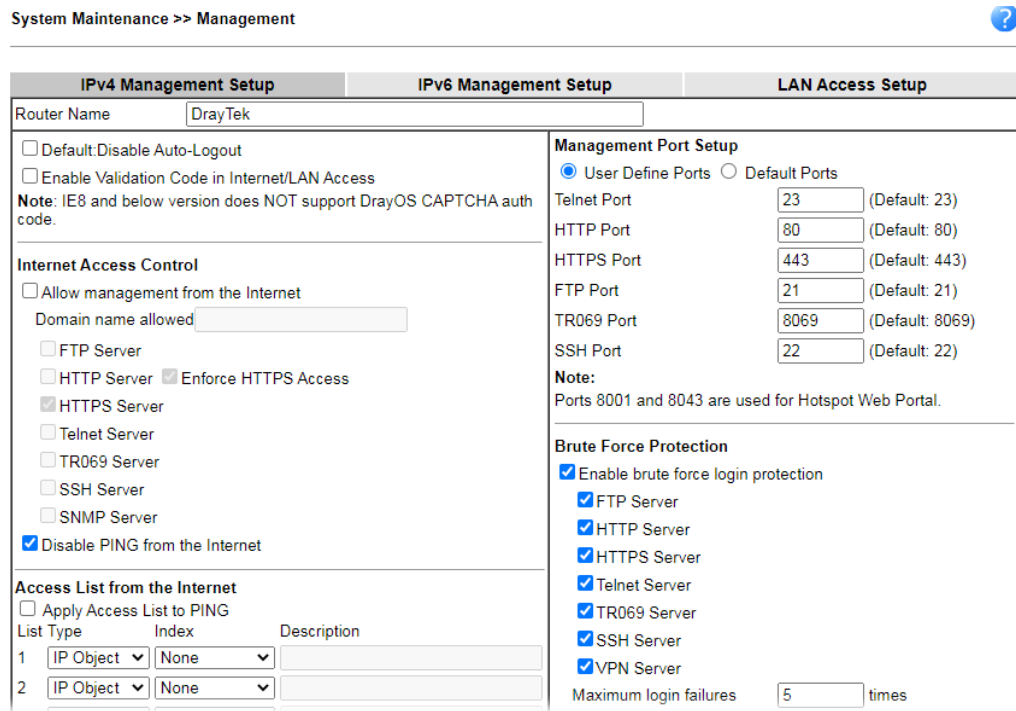 System Maintenance >> Management
?
IPv4 Management Setup
IPv6 Management Setup
LAN Access Setup
Router Name
DrayTek
Default:Disable Auto-Logout
Enable Validation Code in Internet/LAN Access
Note: IE8 and below version does NOT support DrayOS CAPTCHA auth
code.
Internet Access Control
Allow management from the Internet
Domain name allowed
FTP Server
HTTP Server Enforce HTTPS Access
HTTPS Server
Telnet Server
TR069 Server
SSH Server
SNMP Server
Disable PING from the Internet
Access List from the Internet
Apply Access List to PING
List Type Index Description
1 IP Object None
2 IP Object None
Management Port Setup
User Define Ports Default Ports
Telnet Port 23 (Default: 23)
HTTP Port 80 (Default: 80)
HTTPS Port 443 (Default: 443)
FTP Port 21 (Default: 21)
TR069 Port 8069 (Default: 8069)
SSH Port 22 (Default: 22)
Note:
Ports 8001 and 8043 are used for Hotspot Web Portal.
Brute Force Protection
Enable brute force login protection
FTP Server
HTTP Server
HTTPS Server
Telnet Server
TR069 Server
SSH Server
VPN Server
Maximum login failures 5 times